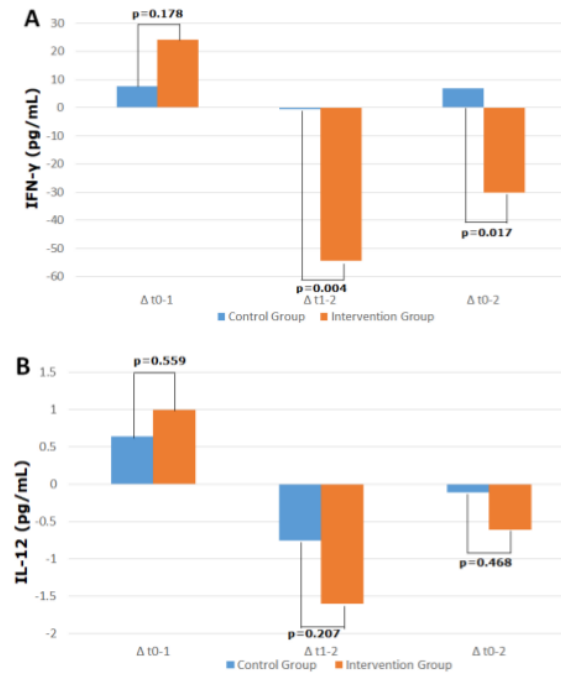 A
IFN-γ (pg/mL)
30
20
10
0
-10
-20
-30
-40
-50
-60
p=0.178
p=0.004
p=0.017
Δ t0-1
Δ t1-2
Δ t0-2
Control Group
Intervention Group
B
IL-12 (pg/mL)
1.5
1
0.5
0
-0.5
-1
-1.5
-2
p=0.559
p=0.207
p=0.468
Δ t0-1
Δ t1-2
Δ t0-2
Control Group
Intervention Group